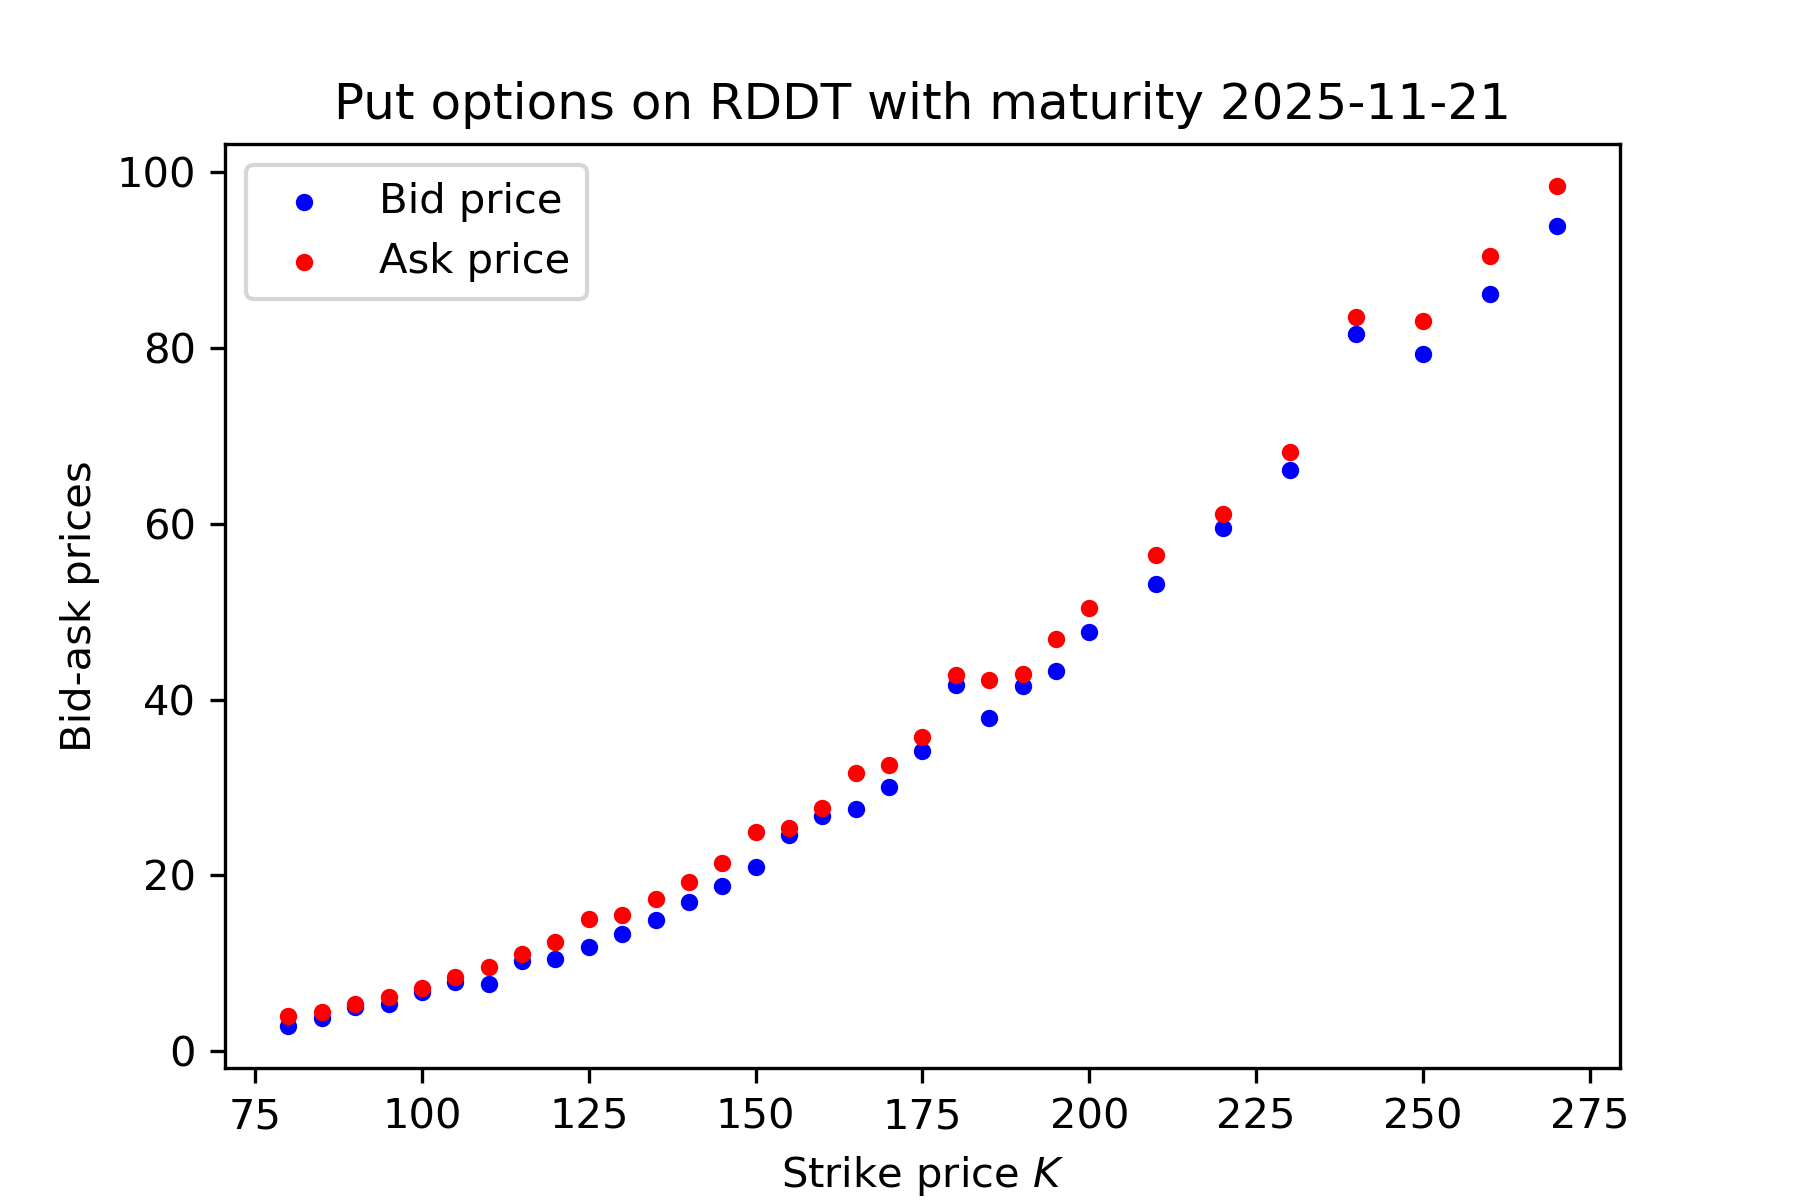 Put options on RDDT with maturity 2025-11-21
Bid price
Ask price
100
80
60
40
20
0
Bid-ask prices
75 100 125 150 175 200 225 250 275
Strike price K